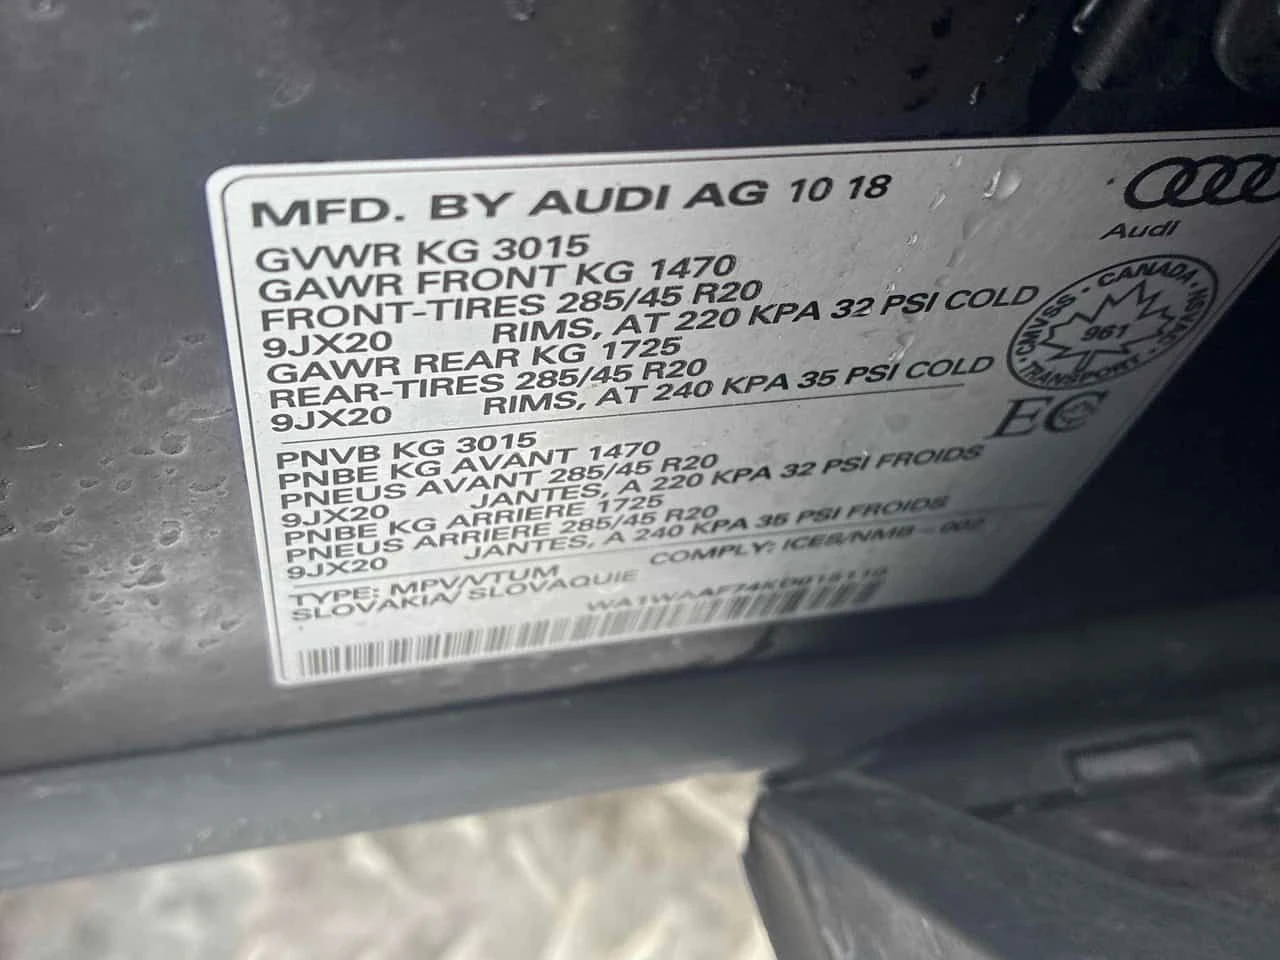 MFD. BY AUDI AG 10 18
Audi
GVWR KG 3015
GAWR FRONT KG 1470
FRONT-TIRES 285/45 R20
9JX20 RIMS, AT 220 KPA 32 PSI COLD
GAWR REAR KG 1725
REAR-TIRES 285/45 R20
9JX20 RIMS, AT 240 KPA 35 PSI COLD
CANADA
CMVSS - NSVAC
961
TRANSPORT
EC
PNVB KG 3015
PNBE KG AVANT 1470
PNEUS AVANT 285/45 R20
9JX20 JANTES, A 220 KPA 32 PSI FROIDS
PNBE KG ARRIERE 1725
PNEUS ARRIERE 285/45 R20
9JX20 JANTES, A 240 KPA 35 PSI FROIDS
TYPE: MPV/VTUM COMPLY: ICES/NMB-002
SLOVAKIA/ SLOVAQUIE